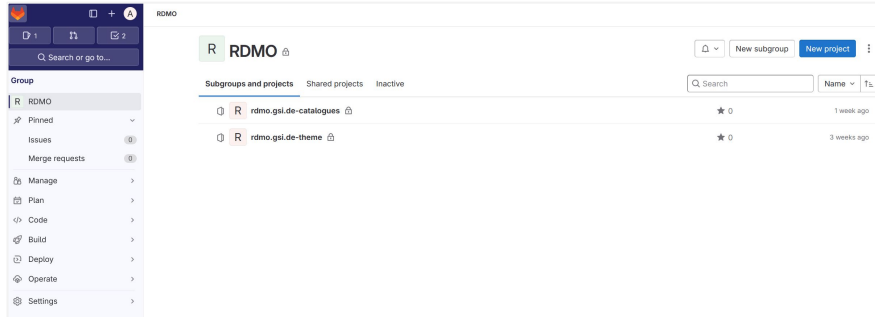 A
RDMO
1
2
Search or go to...
Group
R RDMO
Pinned
Issues 0
Merge requests 0
Manage
Plan
Code
Build
Deploy
Operate
Settings
R RDMO
New subgroup
New project
Subgroups and projects Shared projects Inactive
Search
Name
R rdmo.gsi.de-catalogues 0 1 week ago
R rdmo.gsi.de-theme 0 3 weeks ago